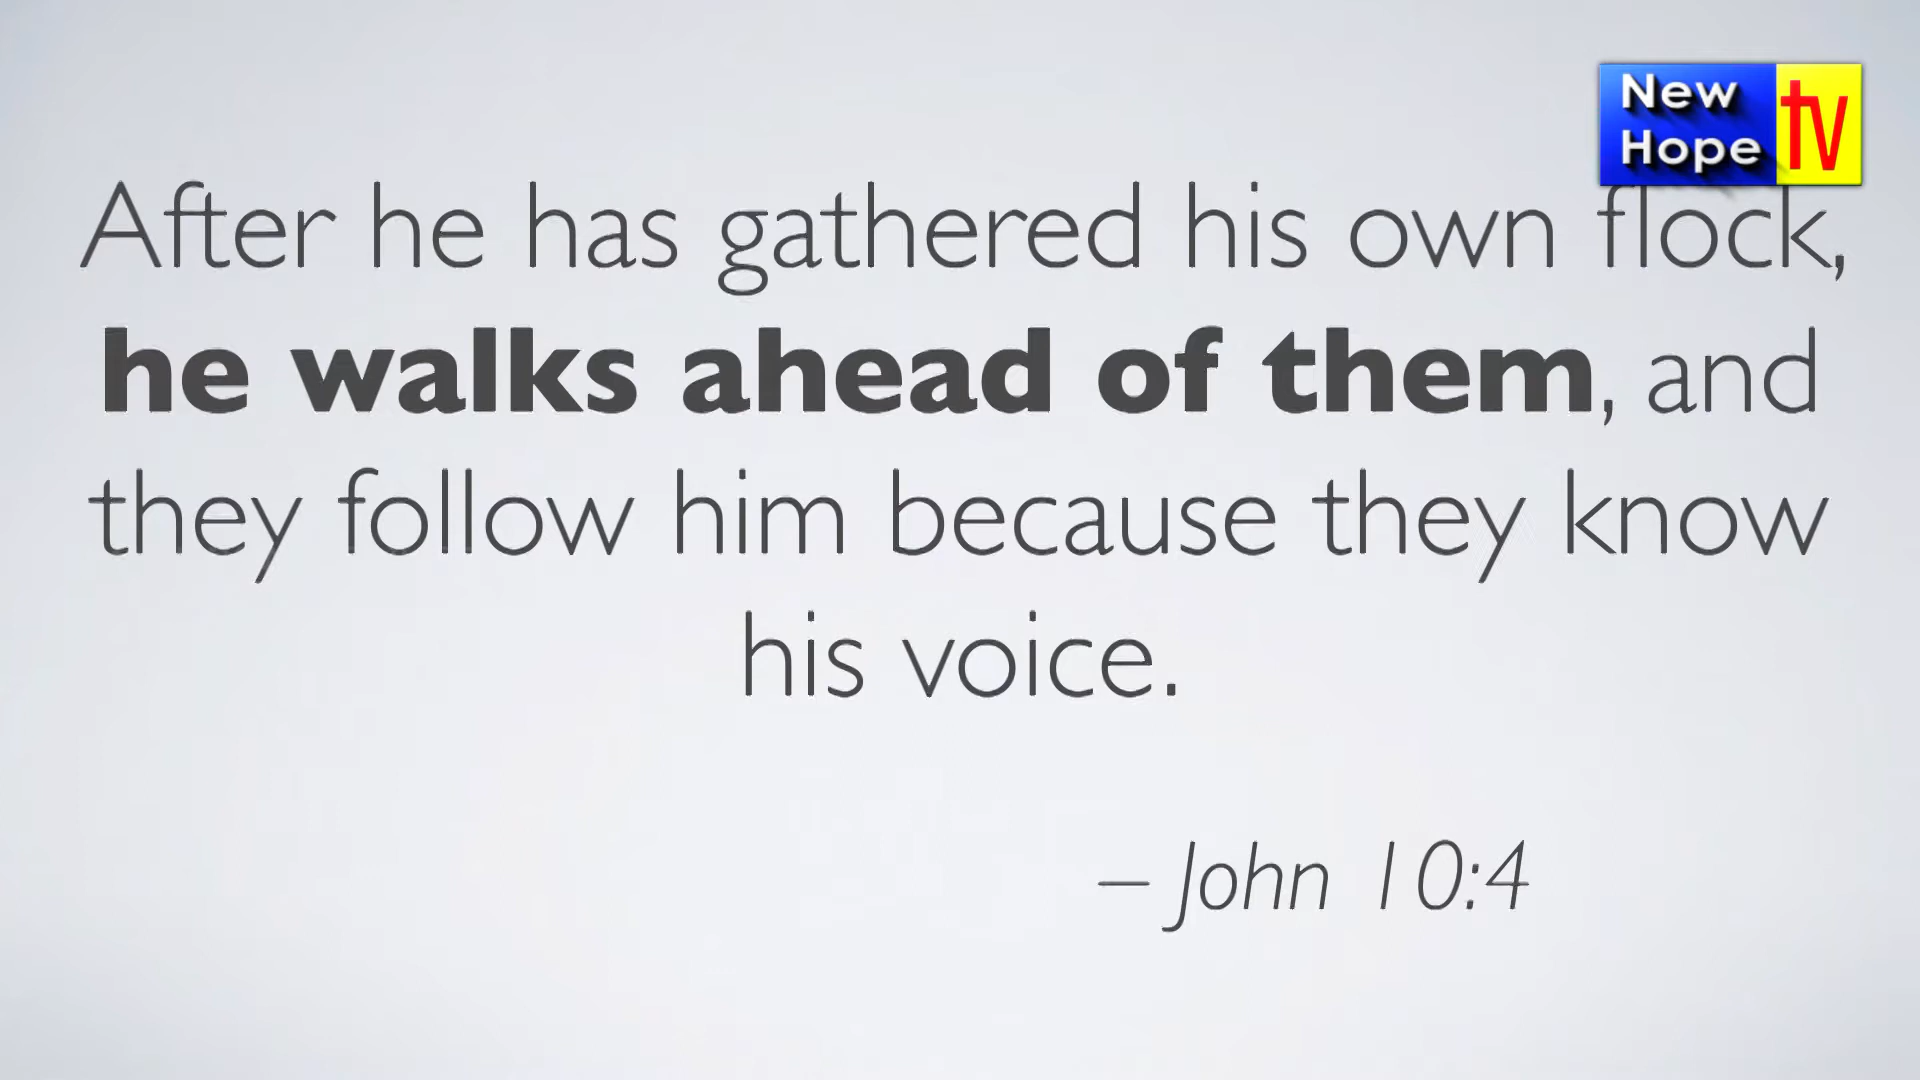 New
Hope
tv
After he has gathered his own flock,
he walks ahead of them, and
they follow him because they know
his voice.
– John 10:4